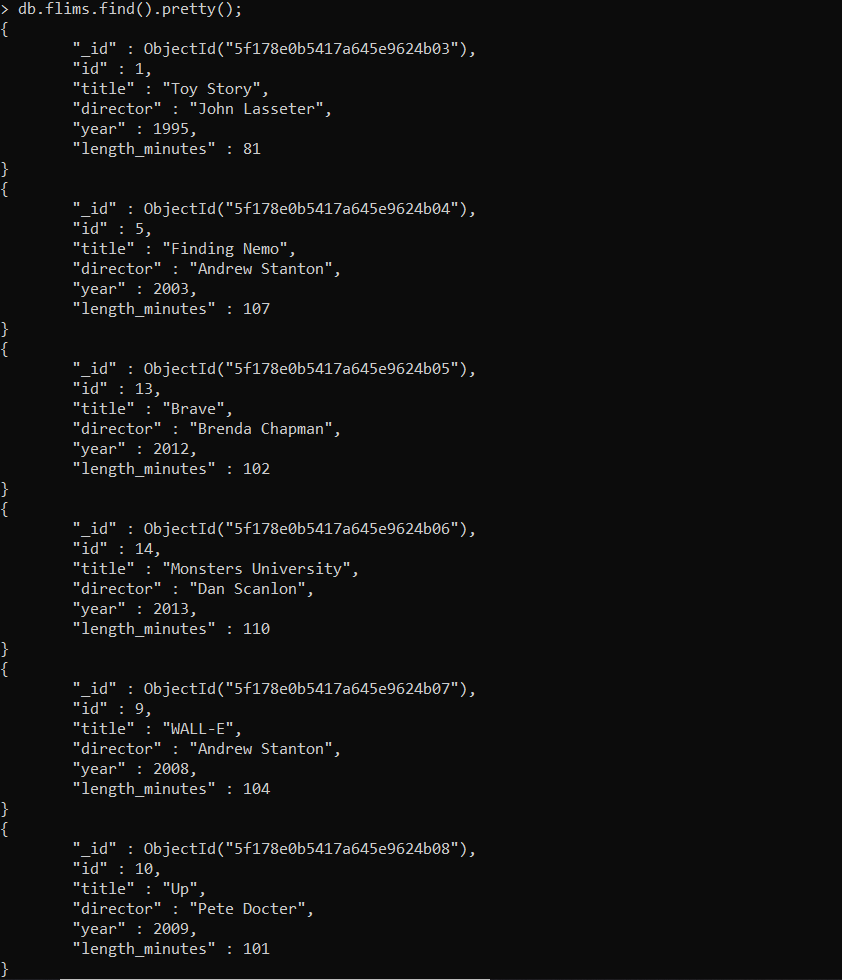 > db.flims.find().pretty();
{
        "_id" : ObjectId("5f178e0b5417a645e9624b03"),
        "id" : 1,
        "title" : "Toy Story",
        "director" : "John Lasseter",
        "year" : 1995,
        "length_minutes" : 81
}
{
        "_id" : ObjectId("5f178e0b5417a645e9624b04"),
        "id" : 5,
        "title" : "Finding Nemo",
        "director" : "Andrew Stanton",
        "year" : 2003,
        "length_minutes" : 107
}
{
        "_id" : ObjectId("5f178e0b5417a645e9624b05"),
        "id" : 13,
        "title" : "Brave",
        "director" : "Brenda Chapman",
        "year" : 2012,
        "length_minutes" : 102
}
{
        "_id" : ObjectId("5f178e0b5417a645e9624b06"),
        "id" : 14,
        "title" : "Monsters University",
        "director" : "Dan Scanlon",
        "year" : 2013,
        "length_minutes" : 110
}
{
        "_id" : ObjectId("5f178e0b5417a645e9624b07"),
        "id" : 9,
        "title" : "WALL-E",
        "director" : "Andrew Stanton",
        "year" : 2008,
        "length_minutes" : 104
}
{
        "_id" : ObjectId("5f178e0b5417a645e9624b08"),
        "id" : 10,
        "title" : "Up",
        "director" : "Pete Docter",
        "year" : 2009,
        "length_minutes" : 101
}